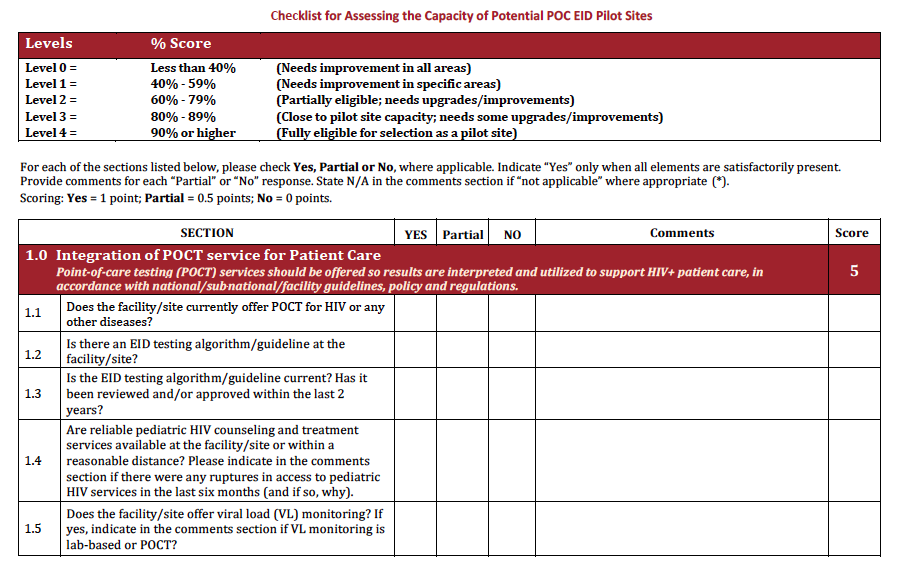 Checklist for Assessing the Capacity of Potential POC EID Pilot Sites
Levels % Score
Level 0 = Less than 40% (Needs improvement in all areas)
Level 1 = 40% - 59% (Needs improvement in specific areas)
Level 2 = 60% - 79% (Partially eligible; needs upgrades/improvements)
Level 3 = 80% - 89% (Close to pilot site capacity; needs some upgrades/improvements)
Level 4 = 90% or higher (Fully eligible for selection as a pilot site)
For each of the sections listed below, please check Yes, Partial or No, where applicable. Indicate "Yes" only when all elements are satisfactorily present.
Provide comments for each "Partial" or "No" response. State N/A in the comments section if "not applicable" where appropriate (*).
Scoring: Yes = 1 point; Partial = 0.5 points; No = 0 points.
SECTION YES Partial NO Comments Score
1.0 Integration of POCT service for Patient Care
Point-of-care testing (POCT) services should be offered so results are interpreted and utilized to support HIV+ patient care, in
accordance with national/sub-national/facility guidelines, policy and regulations.
5
1.1 Does the facility/site currently offer POCT for HIV or any
other diseases?
1.2 Is there an EID testing algorithm/guideline at the
facility/site?
1.3 Is the EID testing algorithm/guideline current? Has it
been reviewed and/or approved within the last 2
years?
1.4 Are reliable pediatric HIV counseling and treatment
services available at the facility/site or within a
reasonable distance? Please indicate in the comments
section if there were any ruptures in access to pediatric
HIV services in the last six months (and if so, why).
1.5 Does the facility/site offer viral load (VL) monitoring? If
yes, indicate in the comments section if VL monitoring is
lab-based or POCT?